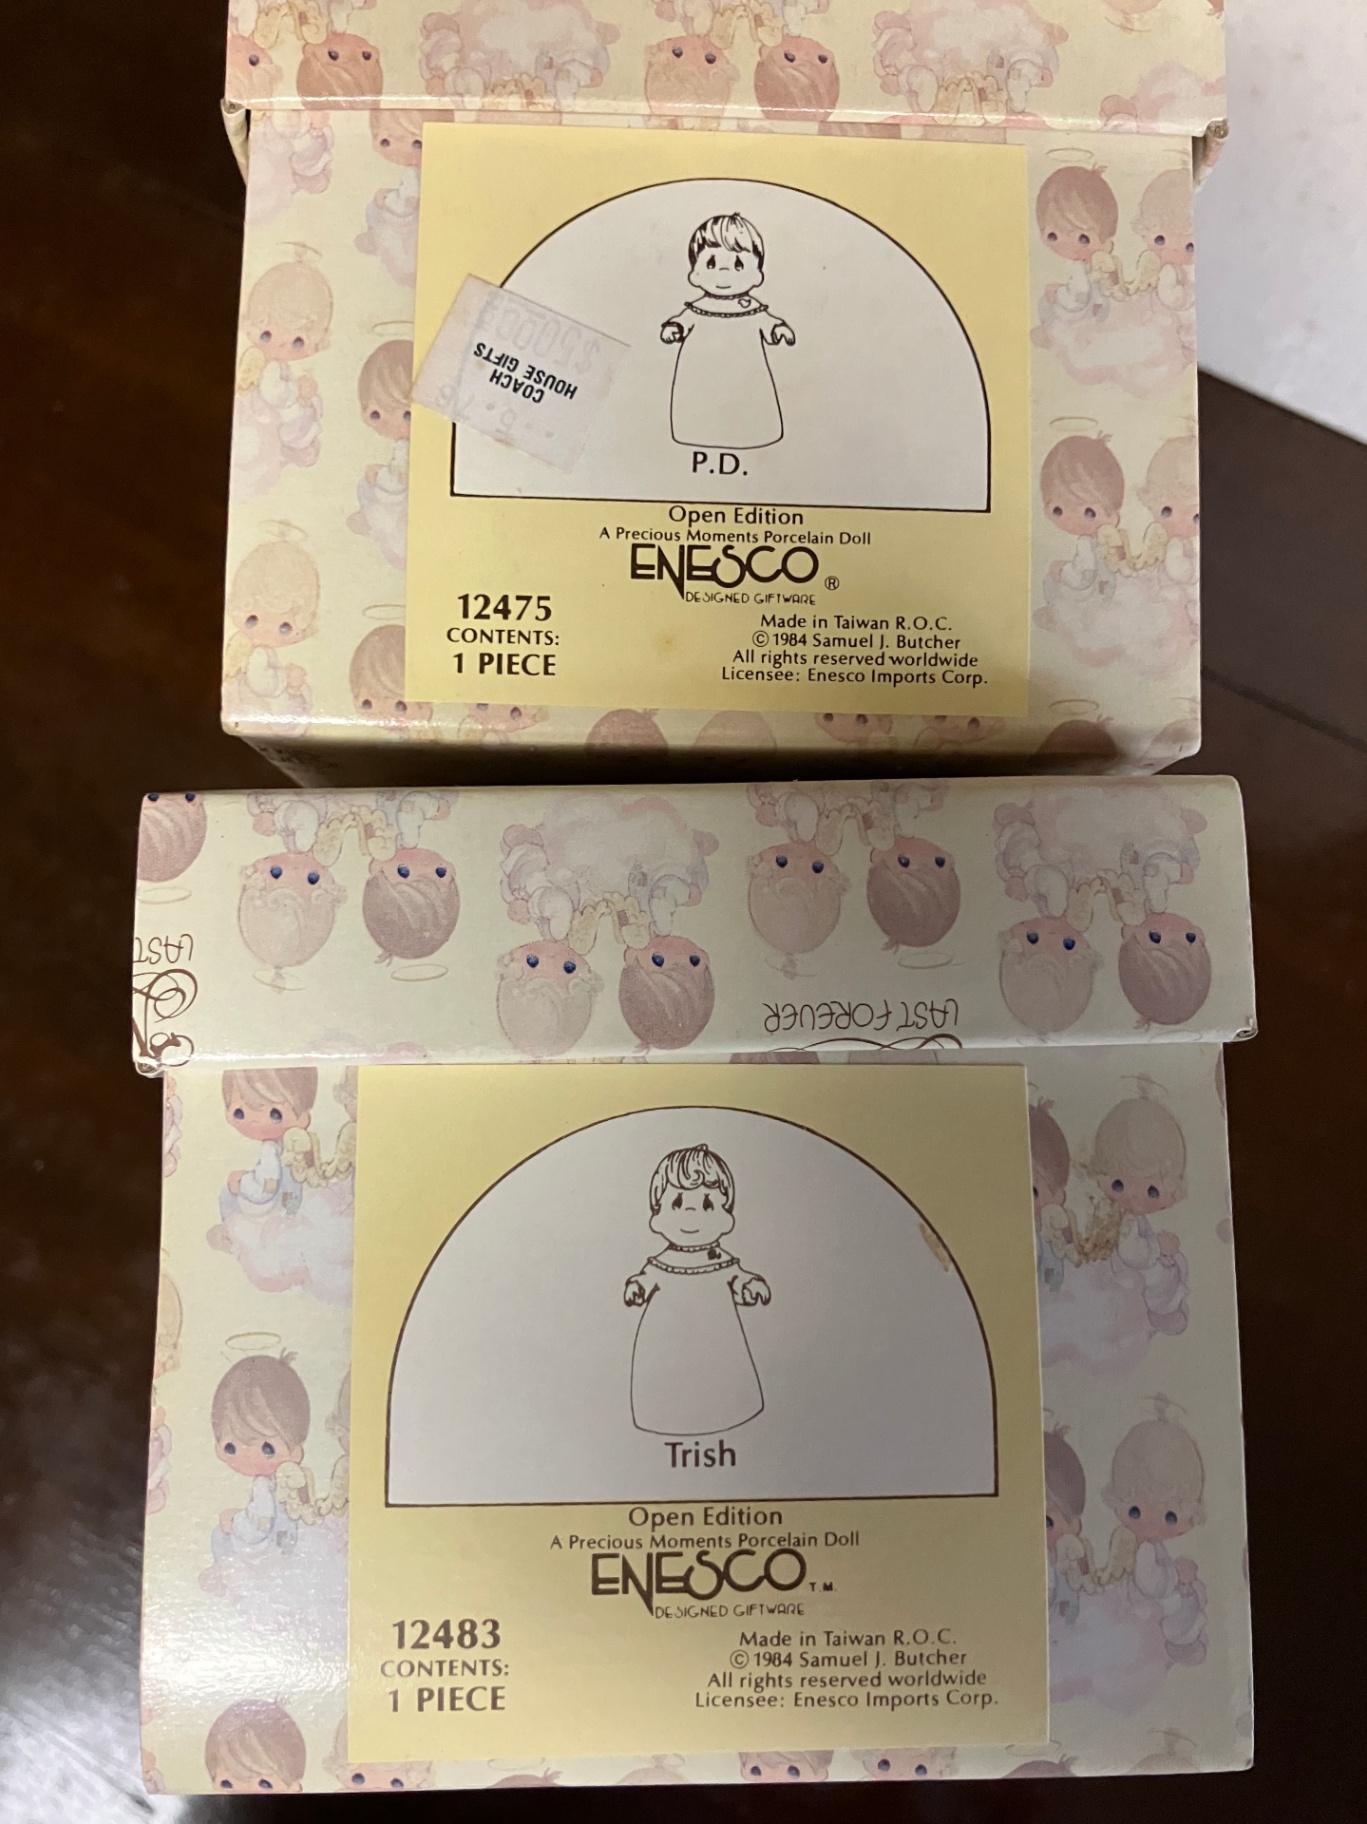 $5000
COACH
HOUSE GIFTS
P.D.
Open Edition
A Precious Moments Porcelain Doll
ENESCO ®
DESIGNED GIFTWARE
12475
CONTENTS:
1 PIECE
Made in Taiwan R.O.C.
© 1984 Samuel J. Butcher
All rights reserved worldwide
Licensee: Enesco Imports Corp.
LAST
LAST FOREVER
Trish
Open Edition
A Precious Moments Porcelain Doll
ENESCO T.M.
DESIGNED GIFTWARE
12483
CONTENTS:
1 PIECE
Made in Taiwan R.O.C.
© 1984 Samuel J. Butcher
All rights reserved worldwide
Licensee: Enesco Imports Corp.